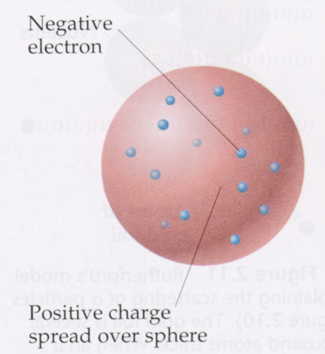 Negative
electron
Positive charge
spread over sphere